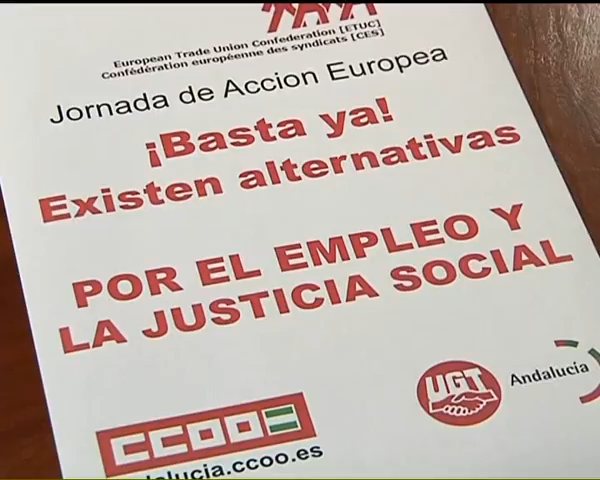 European Trade Union Confederation [ETUC]
Confédération européenne des syndicats [CES]
Jornada de Accion Europea
¡Basta ya!
Existen alternativas
POR EL EMPLEO Y
LA JUSTICIA SOCIAL
UGT Andalucía
CCOO
dalucia.ccoo.es